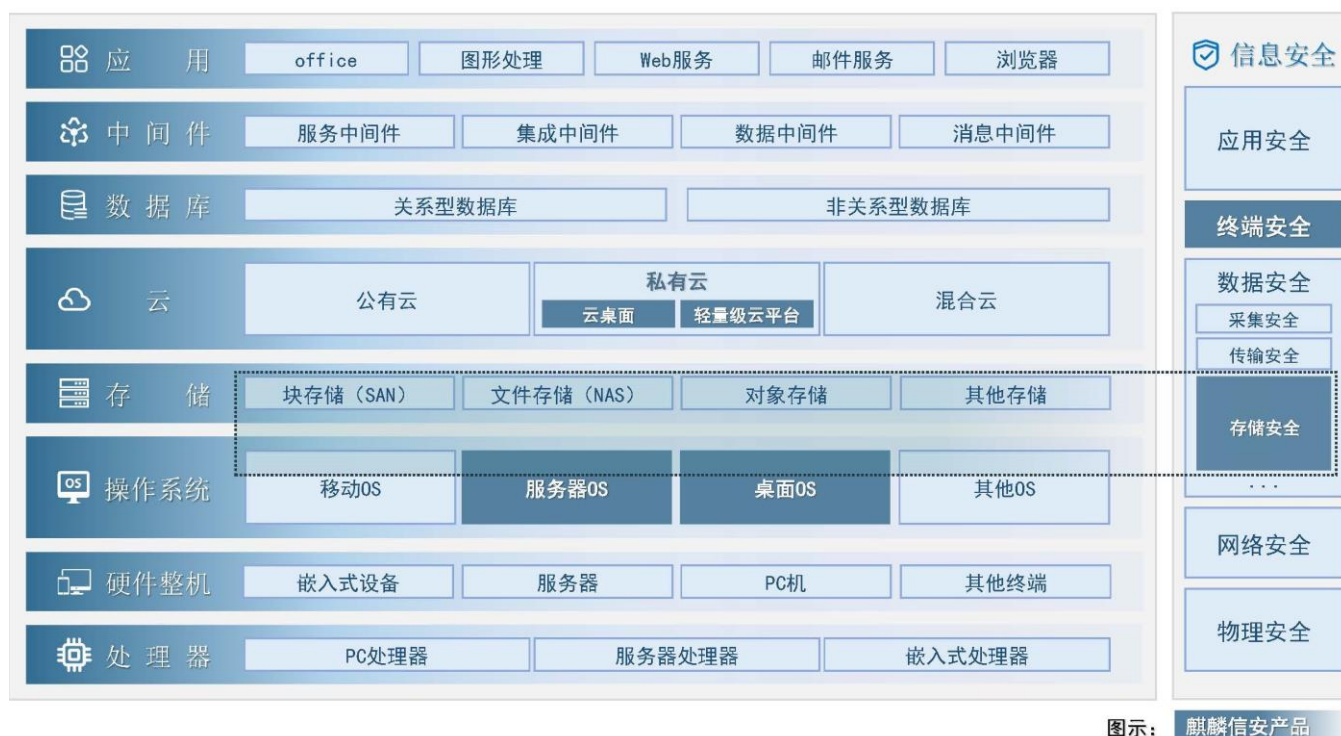 应用 office 图形处理 Web服务 邮件服务 浏览器
中间件 服务中间件 集成中间件 数据中间件 消息中间件
数据库 关系型数据库 非关系型数据库
云 公有云 私有云 混合云
云桌面 轻量级云平台
存储 块存储（SAN） 文件存储（NAS） 对象存储 其他存储
操作系统 移动OS 服务器OS 桌面OS 其他OS
硬件整机 嵌入式设备 服务器 PC机 其他终端
处理器 PC处理器 服务器处理器 嵌入式处理器
信息安全
应用安全
终端安全
数据安全
采集安全
传输安全
存储安全
...
网络安全
物理安全
图示： 麒麟信安产品